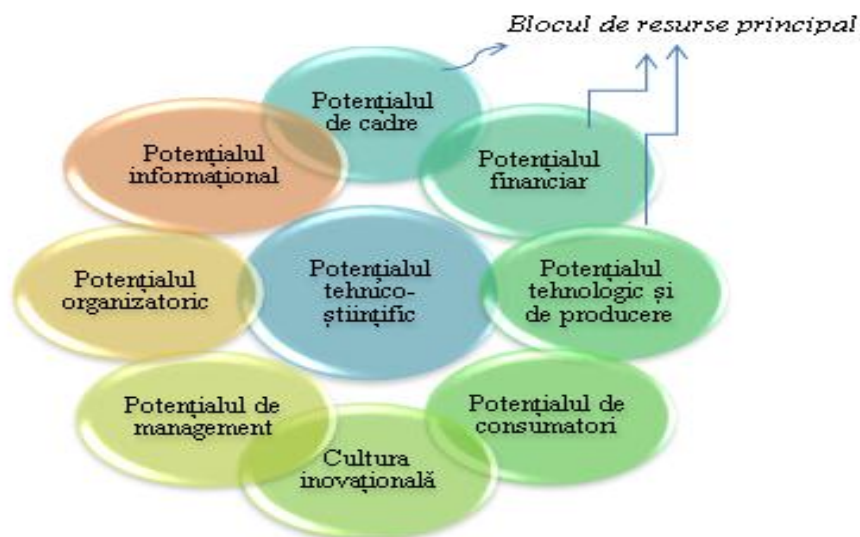 Blocul de resurse principal
Potențialul
de cadre
Potențialul
informațional
Potențialul
financiar
Potențialul
organizatoric
Potențialul
tehnico-
științific
Potențialul
tehnologic și
de producere
Potențialul de
management
Potențialul de
consumatori
Cultura
inovațională